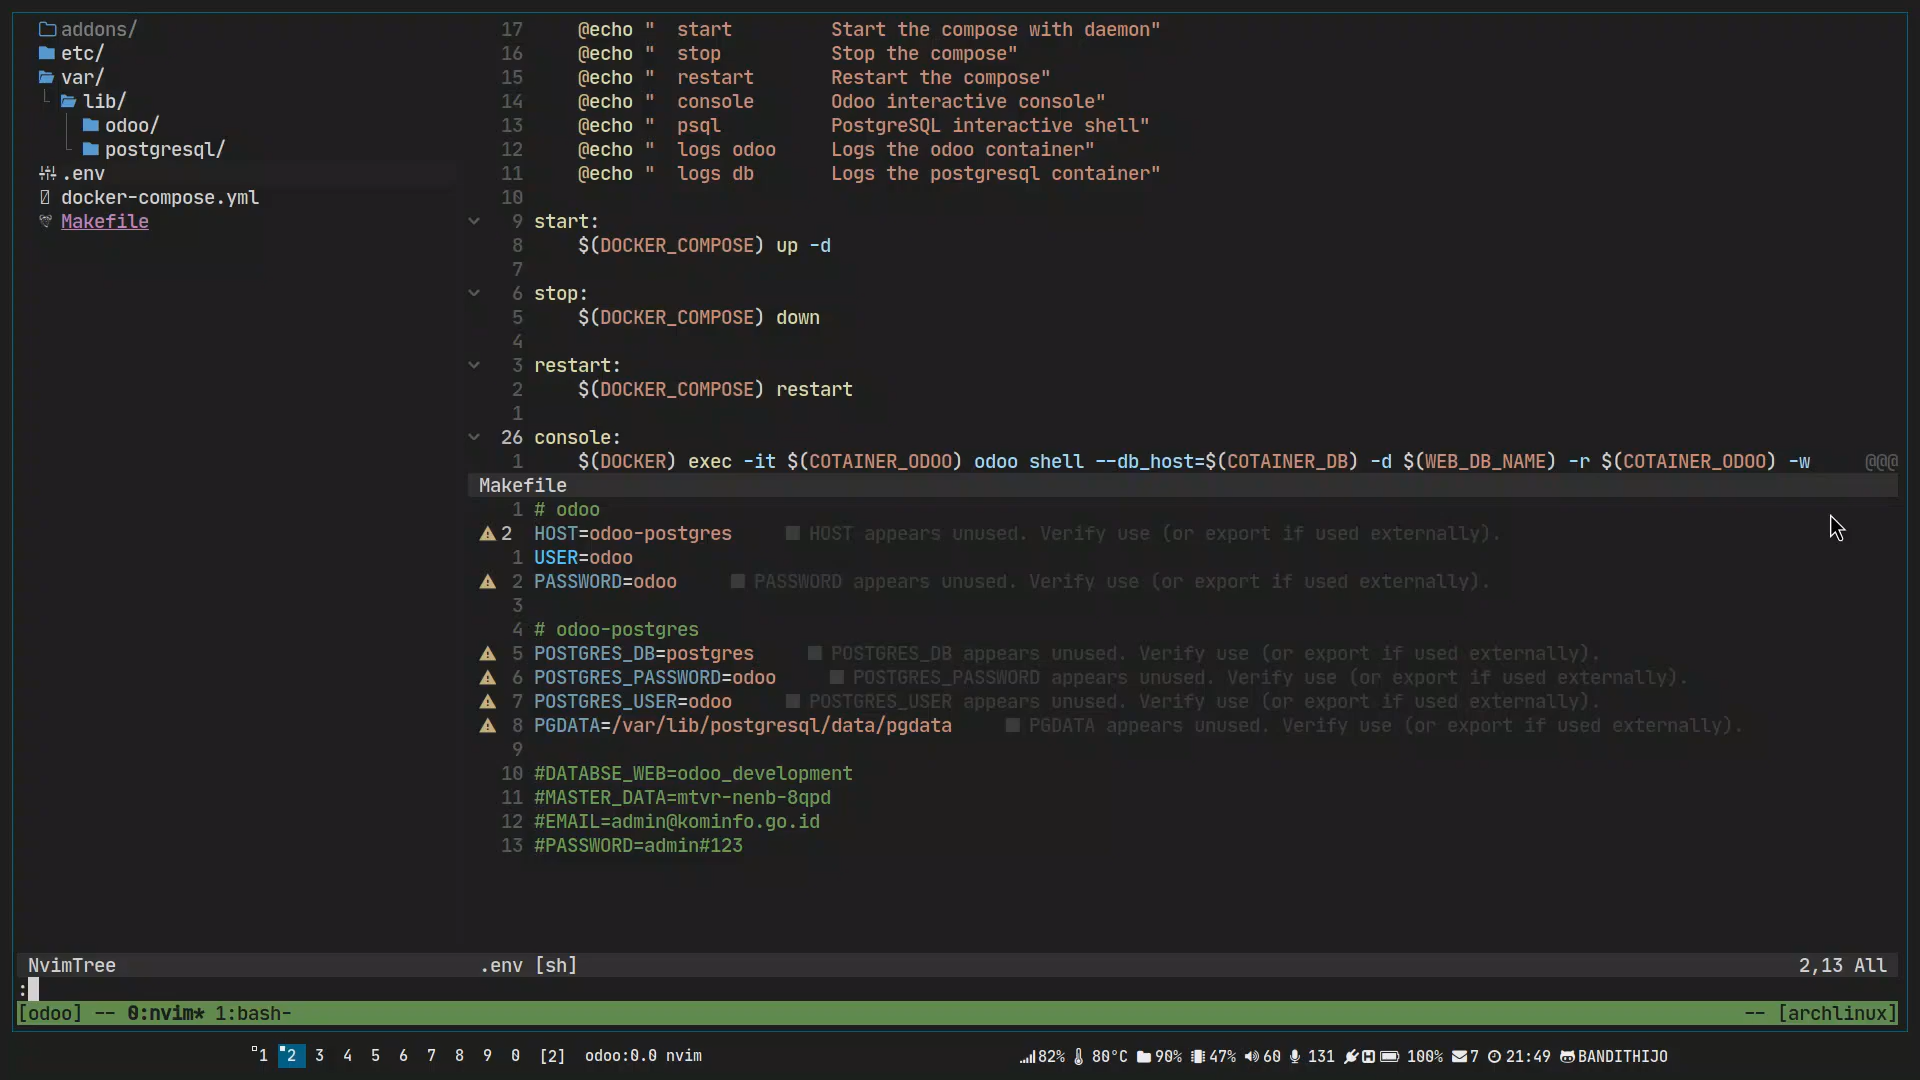 addons/
etc/
var/
lib/
odoo/
postgresql/
.env
docker-compose.yml
Makefile
17 @echo " start Start the compose with daemon"
16 @echo " stop Stop the compose"
15 @echo " restart Restart the compose"
14 @echo " console Odoo interactive console"
13 @echo " psql PostgreSQL interactive shell"
12 @echo " logs odoo Logs the odoo container"
11 @echo " logs db Logs the postgresql container"
10
9 start:
8 $(DOCKER_COMPOSE) up -d
7
6 stop:
5 $(DOCKER_COMPOSE) down
4
3 restart:
2 $(DOCKER_COMPOSE) restart
1
26 console:
1 $(DOCKER) exec -it $(COTAINER_ODOO) odoo shell --db_host=$(COTAINER_DB) -d $(WEB_DB_NAME) -r $(COTAINER_ODOO) -w @@@
Makefile
1 # odoo
2 HOST=odoo-postgres ■ HOST appears unused. Verify use (or export if used externally).
1 USER=odoo
2 PASSWORD=odoo ■ PASSWORD appears unused. Verify use (or export if used externally).
3
4 # odoo-postgres
5 POSTGRES_DB=postgres ■ POSTGRES_DB appears unused. Verify use (or export if used externally).
6 POSTGRES_PASSWORD=odoo ■ POSTGRES_PASSWORD appears unused. Verify use (or export if used externally).
7 POSTGRES_USER=odoo ■ POSTGRES_USER appears unused. Verify use (or export if used externally).
8 PGDATA=/var/lib/postgresql/data/pgdata ■ PGDATA appears unused. Verify use (or export if used externally).
9
10 #DATABSE_WEB=odoo_development
11 #MASTER_DATA=mtvr-nenb-8qpd
12 #EMAIL=admin@kominfo.go.id
13 #PASSWORD=admin#123
NvimTree .env [sh] 2,13 All
:
[odoo] -- 0:nvim* 1:bash- -- [archlinux]
1 2 3 4 5 6 7 8 9 0 [2] odoo:0.0 nvim 82% 80°C 90% 47% 60 131 H 100% 7 21:49 BANDITHIJO